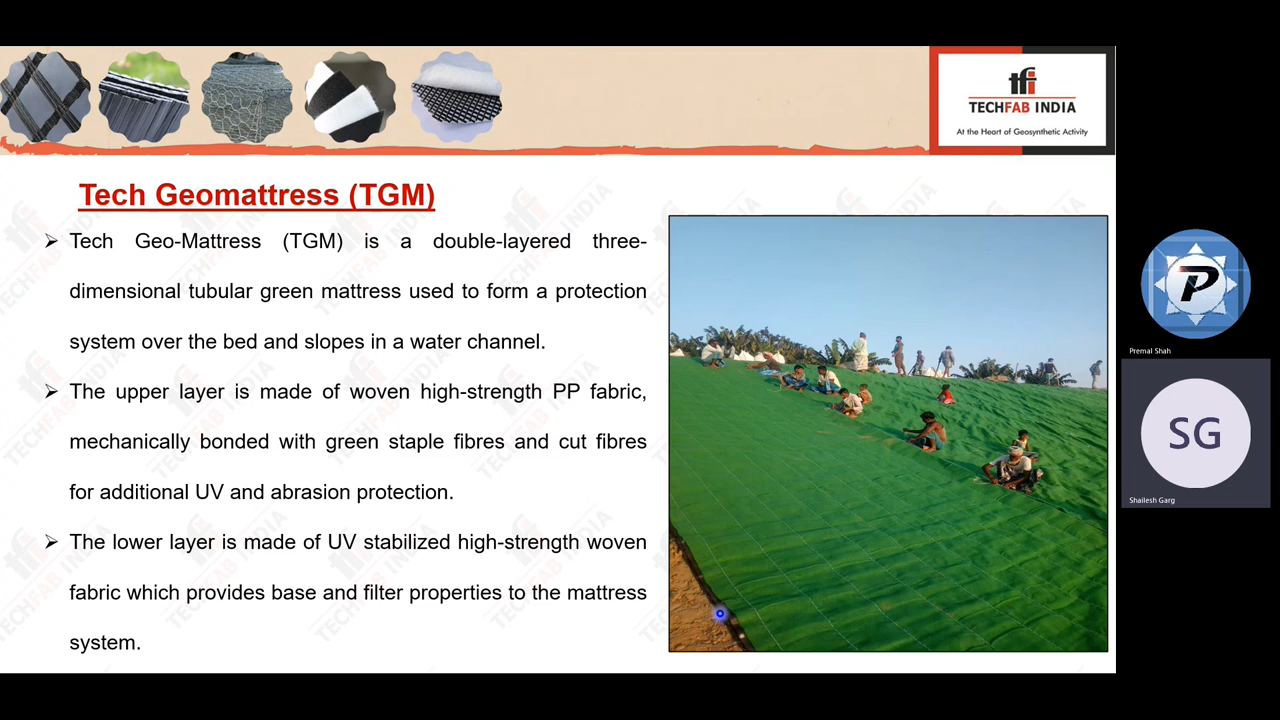 tfi
TECHFAB INDIA
At the Heart of Geosynthetic Activity
Tech Geomattress (TGM)
➢ Tech Geo-Mattress (TGM) is a double-layered three-
dimensional tubular green mattress used to form a protection
system over the bed and slopes in a water channel.
➢ The upper layer is made of woven high-strength PP fabric,
mechanically bonded with green staple fibres and cut fibres
for additional UV and abrasion protection.
➢ The lower layer is made of UV stabilized high-strength woven
fabric which provides base and filter properties to the mattress
system.
P
Premal Shah
SG
Shailesh Garg